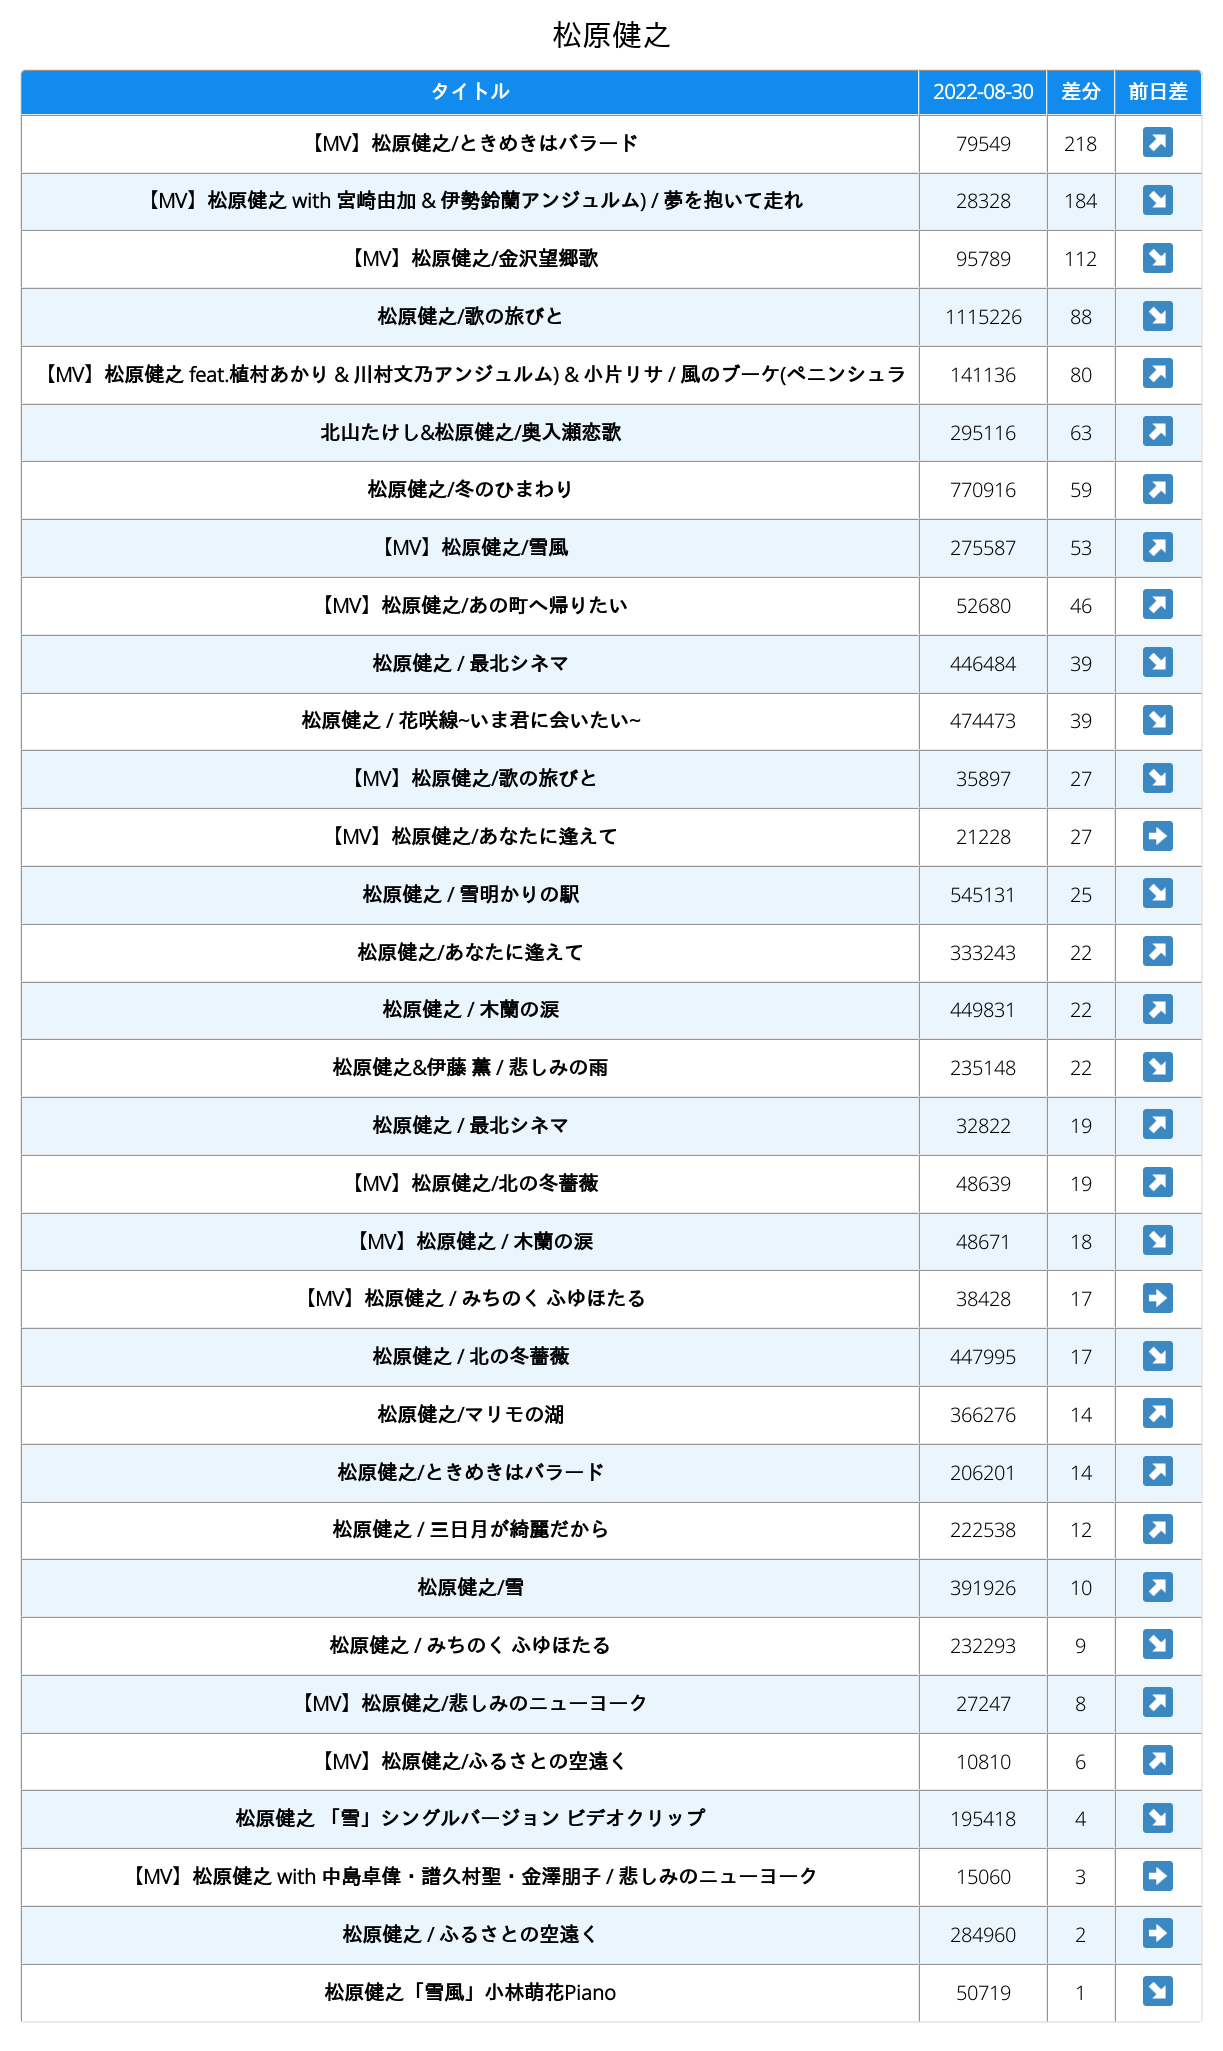 松原健之
タイトル 2022-08-30 差分 前日差
【MV】松原健之/ときめきはバラード 79549 218 ↗
【MV】松原健之 with 宮崎由加 & 伊勢鈴蘭アンジュルム) / 夢を抱いて走れ 28328 184 ↘
【MV】松原健之/金沢望郷歌 95789 112 ↘
松原健之/歌の旅びと 1115226 88 ↘
【MV】松原健之 feat.植村あかり & 川村文乃アンジュルム) & 小片リサ / 風のブーケ(ペニンシュラ 141136 80 ↗
北山たけし&松原健之/奥入瀬恋歌 295116 63 ↗
松原健之/冬のひまわり 770916 59 ↗
【MV】松原健之/雪風 275587 53 ↗
【MV】松原健之/あの町へ帰りたい 52680 46 ↗
松原健之 / 最北シネマ 446484 39 ↘
松原健之 / 花咲線~いま君に会いたい~ 474473 39 ↘
【MV】松原健之/歌の旅びと 35897 27 ↘
【MV】松原健之/あなたに逢えて 21228 27 ➡
松原健之 / 雪明かりの駅 545131 25 ↘
松原健之/あなたに逢えて 333243 22 ↗
松原健之 / 木蘭の涙 449831 22 ↗
松原健之&伊藤 薫 / 悲しみの雨 235148 22 ↘
松原健之 / 最北シネマ 32822 19 ↗
【MV】松原健之/北の冬薔薇 48639 19 ↗
【MV】松原健之 / 木蘭の涙 48671 18 ↘
【MV】松原健之 / みちのく ふゆほたる 38428 17 ➡
松原健之 / 北の冬薔薇 447995 17 ↘
松原健之/マリモの湖 366276 14 ↗
松原健之/ときめきはバラード 206201 14 ↗
松原健之 / 三日月が綺麗だから 222538 12 ↗
松原健之/雪 391926 10 ↗
松原健之 / みちのく ふゆほたる 232293 9 ↘
【MV】松原健之/悲しみのニューヨーク 27247 8 ↗
【MV】松原健之/ふるさとの空遠く 10810 6 ↗
松原健之 「雪」シングルバージョン ビデオクリップ 195418 4 ↘
【MV】松原健之 with 中島卓偉・譜久村聖・金澤朋子 / 悲しみのニューヨーク 15060 3 ➡
松原健之 / ふるさとの空遠く 284960 2 ➡
松原健之「雪風」小林萌花Piano 50719 1 ↘